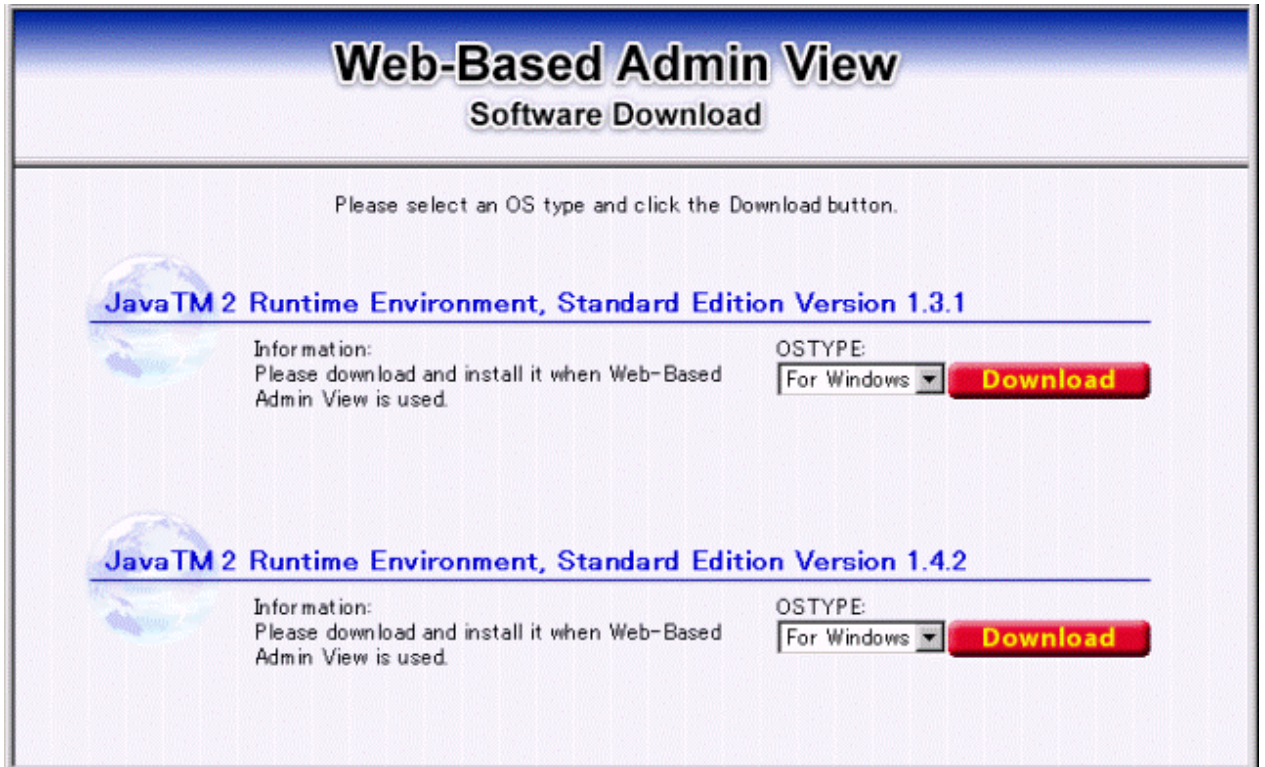 Web-Based Admin View
Software Download
Please select an OS type and click the Download button.
JavaTM 2 Runtime Environment, Standard Edition Version 1.3.1
Information:
Please download and install it when Web-Based
Admin View is used.
OSTYPE:
For Windows
Download
JavaTM 2 Runtime Environment, Standard Edition Version 1.4.2
Information:
Please download and install it when Web-Based
Admin View is used.
OSTYPE:
For Windows
Download